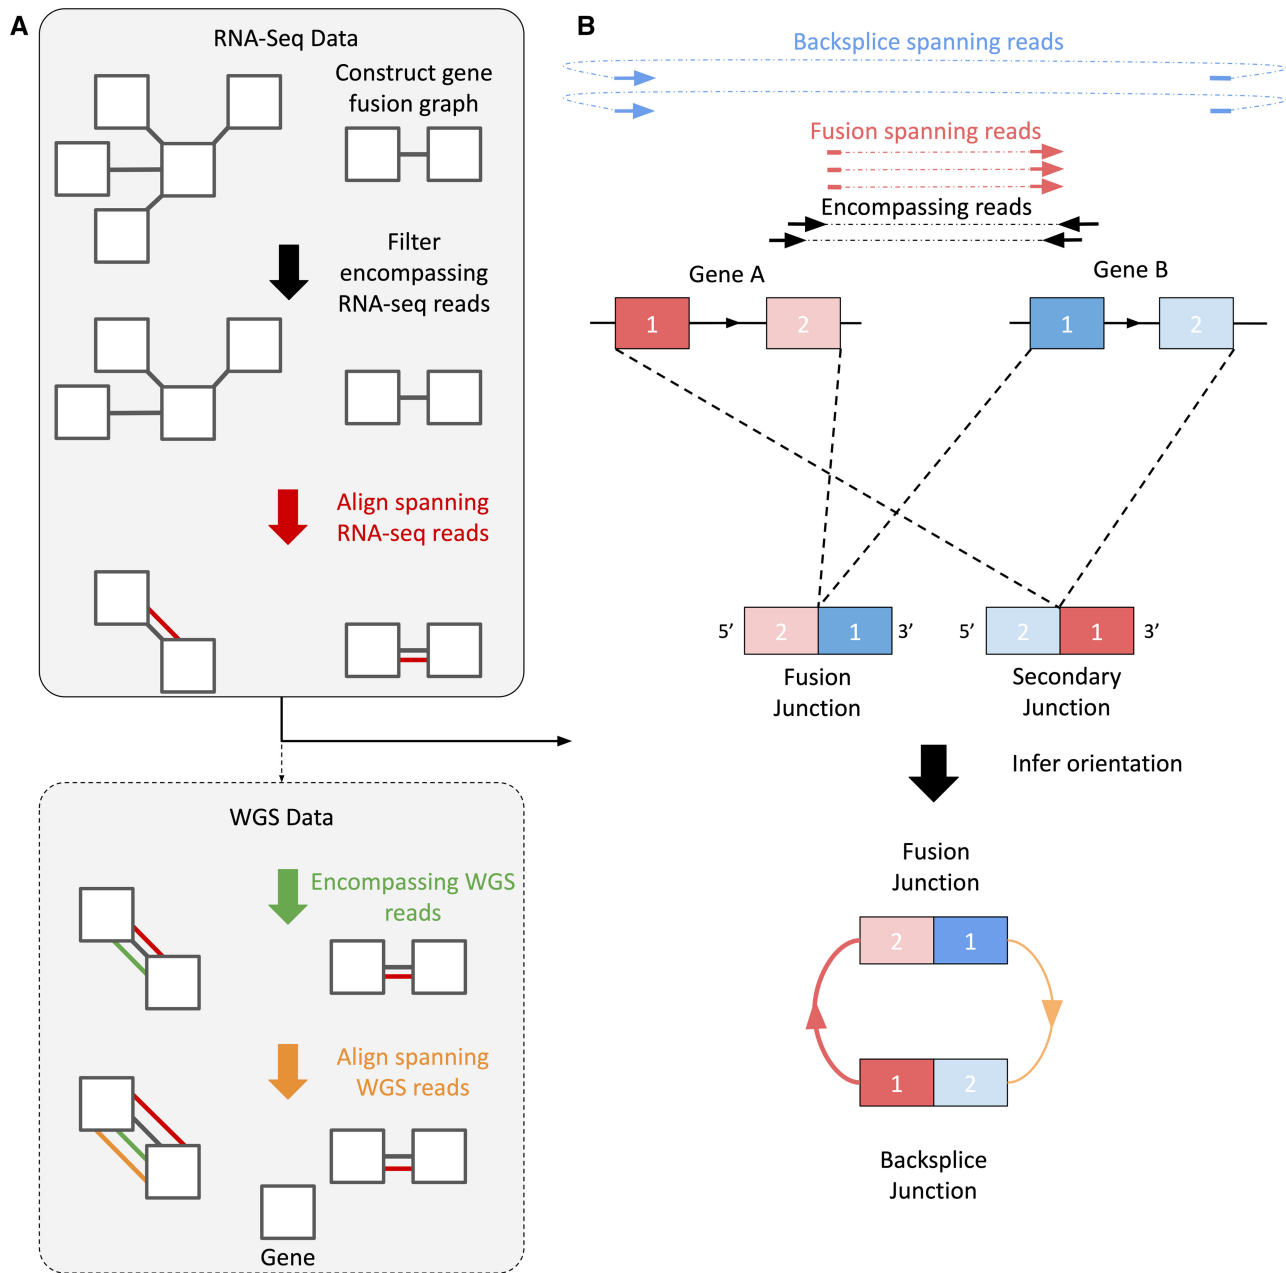 A
RNA-Seq Data
Construct gene
fusion graph
Filter
encompassing
RNA-seq reads
Align spanning
RNA-seq reads
WGS Data
Encompassing WGS
reads
Align spanning
WGS reads
Gene
B
Backsplice spanning reads
Fusion spanning reads
Encompassing reads
Gene A
Gene B
1
2
1
2
5’
2
1
3’
5’
2
1
3’
Fusion
Junction
Secondary
Junction
Infer orientation
Fusion
Junction
2
1
1
2
Backsplice
Junction